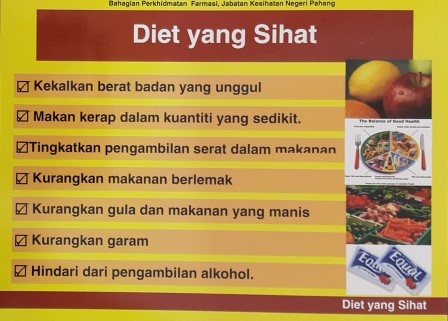 Bahagian Perkhidmatan Farmasi, Jabatan Kesihatan Negeri Pahang
Diet yang Sihat
Kekalkan berat badan yang unggul
Makan kerap dalam kuantiti yang sedikit.
Tingkatkan pengambilan serat dalam makanan
Kurangkan makanan berlemak
Kurangkan gula dan makanan yang manis
Kurangkan garam
Hindari dari pengambilan alkohol.
The Balance of Good Health
Equal
Equal
Diet yang Sihat